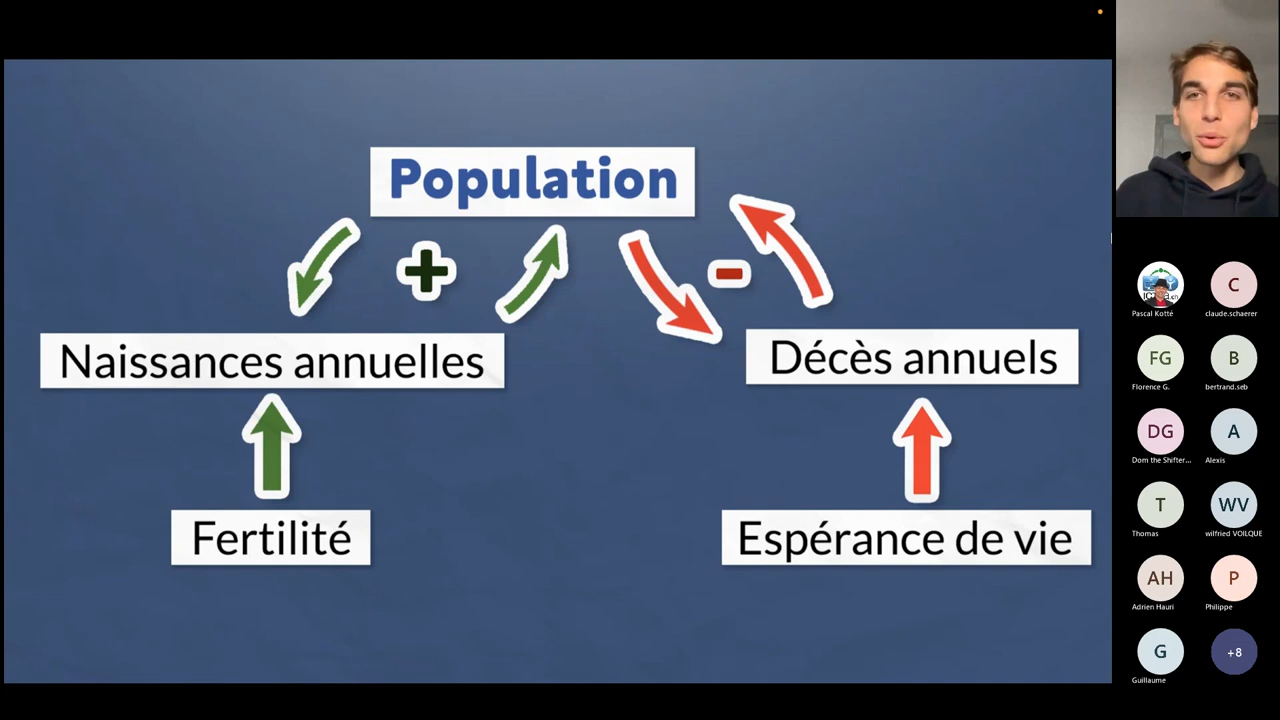 Population
+
-
Naissances annuelles
Décès annuels
Fertilité
Espérance de vie
Pascal Kotté
C
claude.schaerer
FG
Florence G.
B
bertrand.seb
DG
Dom the Shifter...
A
Alexis
T
Thomas
WV
wilfried VOILQUE
AH
Adrien Hauri
P
Philippe
G
Guillaume
+8